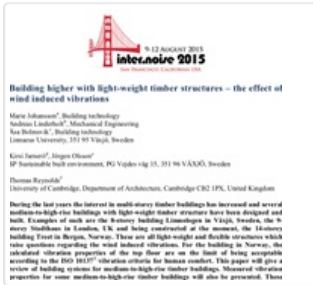 9-12 AUGUST 2015
inter.noise 2015
SAN FRANCISCO CALIFORNIA USA
Building higher with light-weight timber structures – the effect of
wind induced vibrations
Marie Johansson, Building technology
Andreas Linderholt, Mechanical Engineering
Åsa Bolmsvik, Building technology
Linnaeus University, 351 95 Växjö, Sweden
Kirsi Jarnerö, Jörgen Olsson
SP Sustainable built environment, PG Vejdes väg 15, 351 96 VÄXJÖ, Sweden
Thomas Reynolds
University of Cambridge, Department of Architecture, Cambridge CB2 1PX, United Kingdom
During the last years the interest in multi-storey timber buildings has increased and several
medium-to-high-rise buildings with light-weight timber structure have been designed and
built. Examples of such are the 8-storey building Limnologen in Växjö, Sweden, the 9-
storey Stadthaus in London, UK and being constructed at the moment, the 14-storey
building Treet in Bergen, Norway. These are all light-weight and flexible structures which
raise questions regarding the wind induced vibrations. For the building in Norway, the
calculated vibration properties of the top floor are on the limit of being acceptable
according to the ISO 10137 vibration criteria for human comfort. This paper will give a
review of building systems for medium-to-high-rise timber buildings. Measured vibration
properties for some medium-to-high-rise timber buildings will also be presented. These